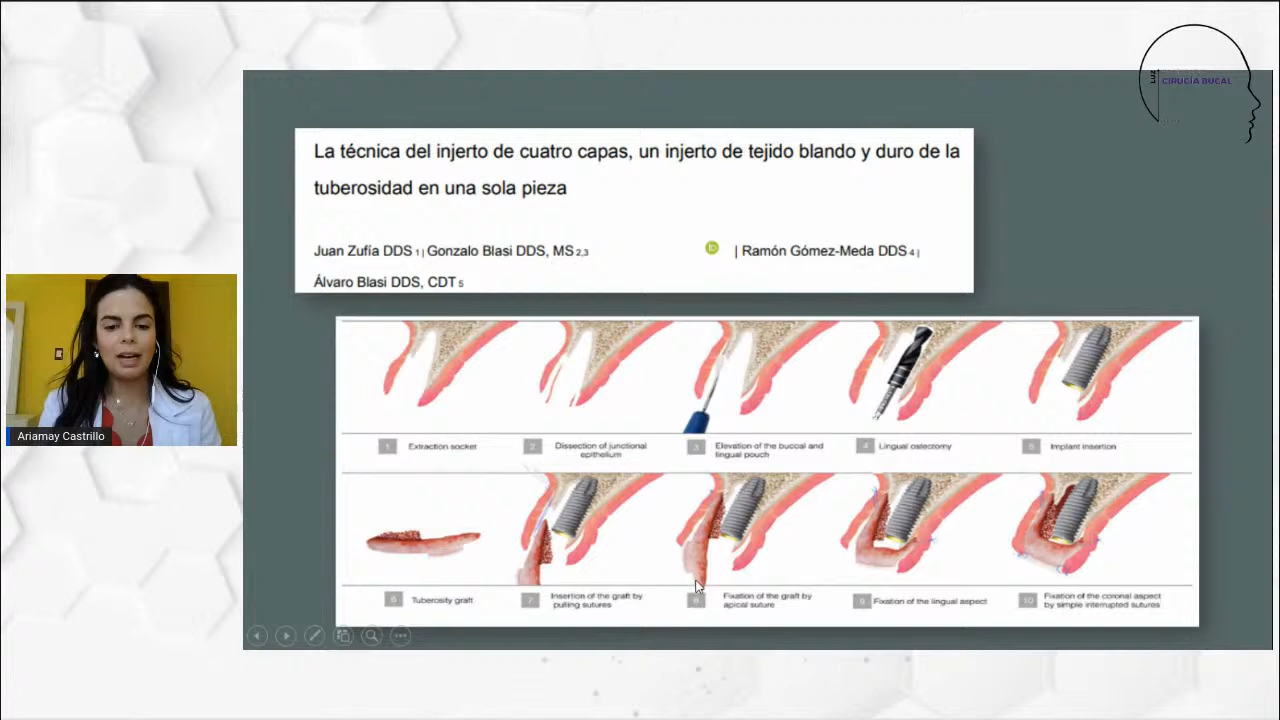 LUZ
CIRUGÍA BUCAL
La técnica del injerto de cuatro capas, un injerto de tejido blando y duro de la
tuberosidad en una sola pieza
Juan Zufía DDS 1 | Gonzalo Blasi DDS, MS 2,3 iD | Ramón Gómez-Meda DDS 4 |
Álvaro Blasi DDS, CDT 5
1 Extraction socket
2 Dissection of junctional
epithelium
3 Elevation of the buccal and
lingual pouch
4 Lingual osteotomy
5 Implant insertion
6 Tuberosity graft
7 Insertion of the graft by
pulling sutures
8 Fixation of the graft by
apical suture
9 Fixation of the lingual aspect
10 Fixation of the coronal aspect
by simple interrupted sutures
Ariamay Castrillo